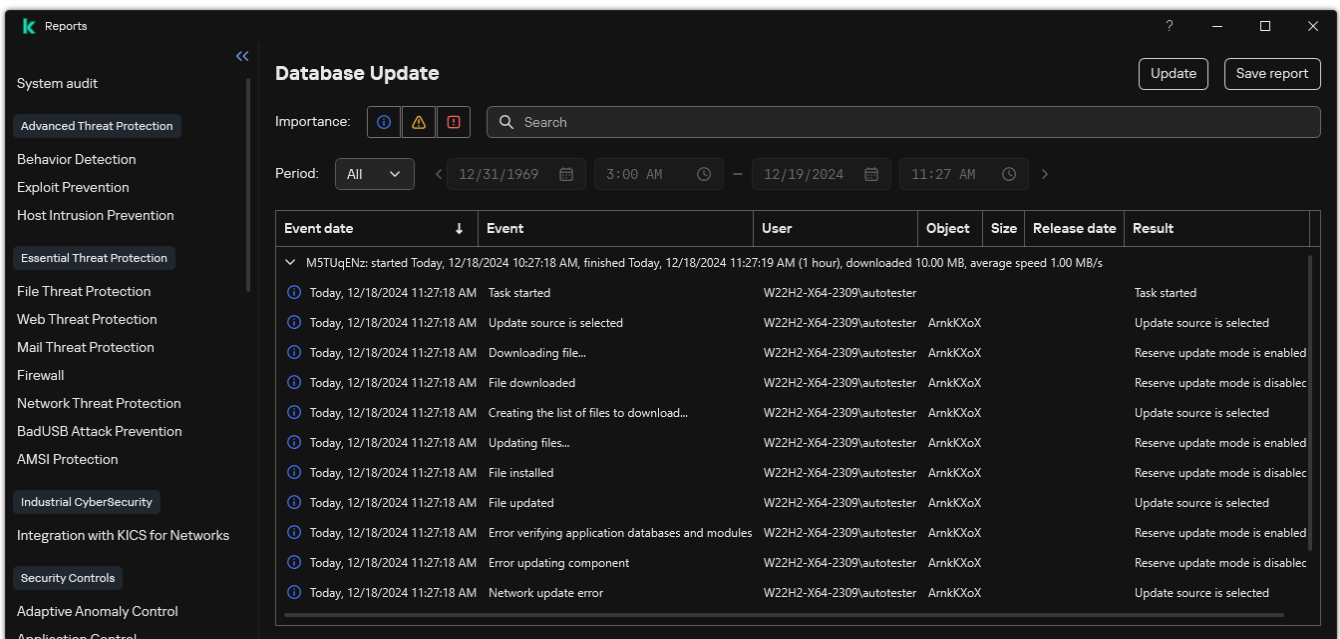 Reports
?
System audit
Advanced Threat Protection
Behavior Detection
Exploit Prevention
Host Intrusion Prevention
Essential Threat Protection
File Threat Protection
Web Threat Protection
Mail Threat Protection
Firewall
Network Threat Protection
BadUSB Attack Prevention
AMSI Protection
Industrial CyberSecurity
Integration with KICS for Networks
Security Controls
Adaptive Anomaly Control
Application Control
Database Update
Update Save report
Importance: Search
Period: All 12/31/1969 3:00 AM – 12/19/2024 11:27 AM
Event date Event User Object Size Release date Result
M5TUqENz: started Today, 12/18/2024 10:27:18 AM, finished Today, 12/18/2024 11:27:19 AM (1 hour), downloaded 10.00 MB, average speed 1.00 MB/s
Today, 12/18/2024 11:27:18 AM Task started W22H2-X64-2309\autotester Task started
Today, 12/18/2024 11:27:18 AM Update source is selected W22H2-X64-2309\autotester ArnkKXoX Update source is selected
Today, 12/18/2024 11:27:18 AM Downloading file... W22H2-X64-2309\autotester ArnkKXoX Reserve update mode is enabled
Today, 12/18/2024 11:27:18 AM File downloaded W22H2-X64-2309\autotester ArnkKXoX Reserve update mode is disabled
Today, 12/18/2024 11:27:18 AM Creating the list of files to download... W22H2-X64-2309\autotester ArnkKXoX Update source is selected
Today, 12/18/2024 11:27:18 AM Updating files... W22H2-X64-2309\autotester ArnkKXoX Reserve update mode is enabled
Today, 12/18/2024 11:27:18 AM File installed W22H2-X64-2309\autotester ArnkKXoX Reserve update mode is disabled
Today, 12/18/2024 11:27:18 AM File updated W22H2-X64-2309\autotester ArnkKXoX Update source is selected
Today, 12/18/2024 11:27:18 AM Error verifying application databases and modules W22H2-X64-2309\autotester ArnkKXoX Reserve update mode is enabled
Today, 12/18/2024 11:27:18 AM Error updating component W22H2-X64-2309\autotester ArnkKXoX Reserve update mode is disabled
Today, 12/18/2024 11:27:18 AM Network update error W22H2-X64-2309\autotester ArnkKXoX Update source is selected